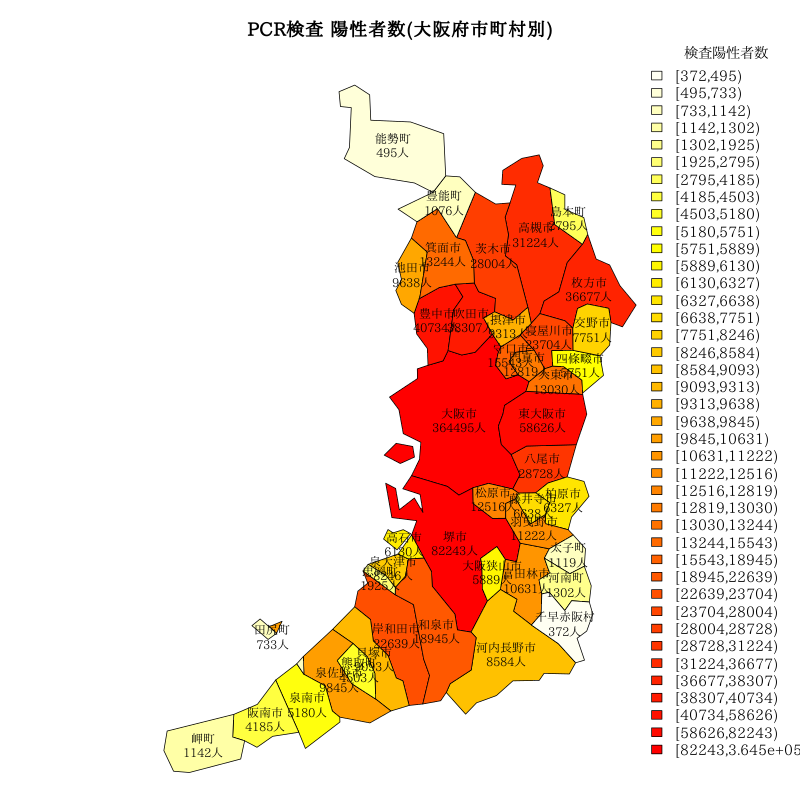 PCR検査 陽性者数(大阪府市町村別)
検査陽性者数
[372,495)
[495,733)
[733,1142)
[1142,1302)
[1302,1925)
[1925,2795)
[2795,4185)
[4185,4503)
[4503,5180)
[5180,5751)
[5751,5889)
[5889,6130)
[6130,6327)
[6327,6638)
[6638,7751)
[7751,8246)
[8246,8584)
[8584,9093)
[9093,9313)
[9313,9638)
[9638,9845)
[9845,10631)
[10631,11222)
[11222,12516)
[12516,12819)
[12819,13030)
[13030,13244)
[13244,15543)
[15543,18945)
[18945,22639)
[22639,23704)
[23704,28004)
[28004,28728)
[28728,31224)
[31224,36677)
[36677,38307)
[38307,40734)
[40734,58626)
[58626,82243)
[82243,3.645e+05
能勢町
495人
豊能町
1076人
島本町
2795人
高槻市
31224人
茨木市
28004人
箕面市
13244人
池田市
9638人
枚方市
36677人
豊中市
40734人
吹田市
38307人
摂津市
9313人
寝屋川市
23704人
交野市
7751人
守口市
15543人
門真市
12819人
四條畷市
5751人
大東市
13030人
大阪市
364495人
東大阪市
58626人
八尾市
28728人
松原市
12516人
藤井寺市
6638人
柏原市
6327人
羽曳野市
11222人
堺市
82243人
高石市
6130人
泉大津市
8246人
1925人
大阪狭山市
5889人
富田林市
10631人
太子町
1119人
河南町
1302人
千早赤阪村
372人
河内長野市
8584人
和泉市
18945人
岸和田市
22639人
貝塚市
9093人
熊取町
4503人
泉佐野市
9845人
田尻町
733人
泉南市
5180人
阪南市
4185人
岬町
1142人